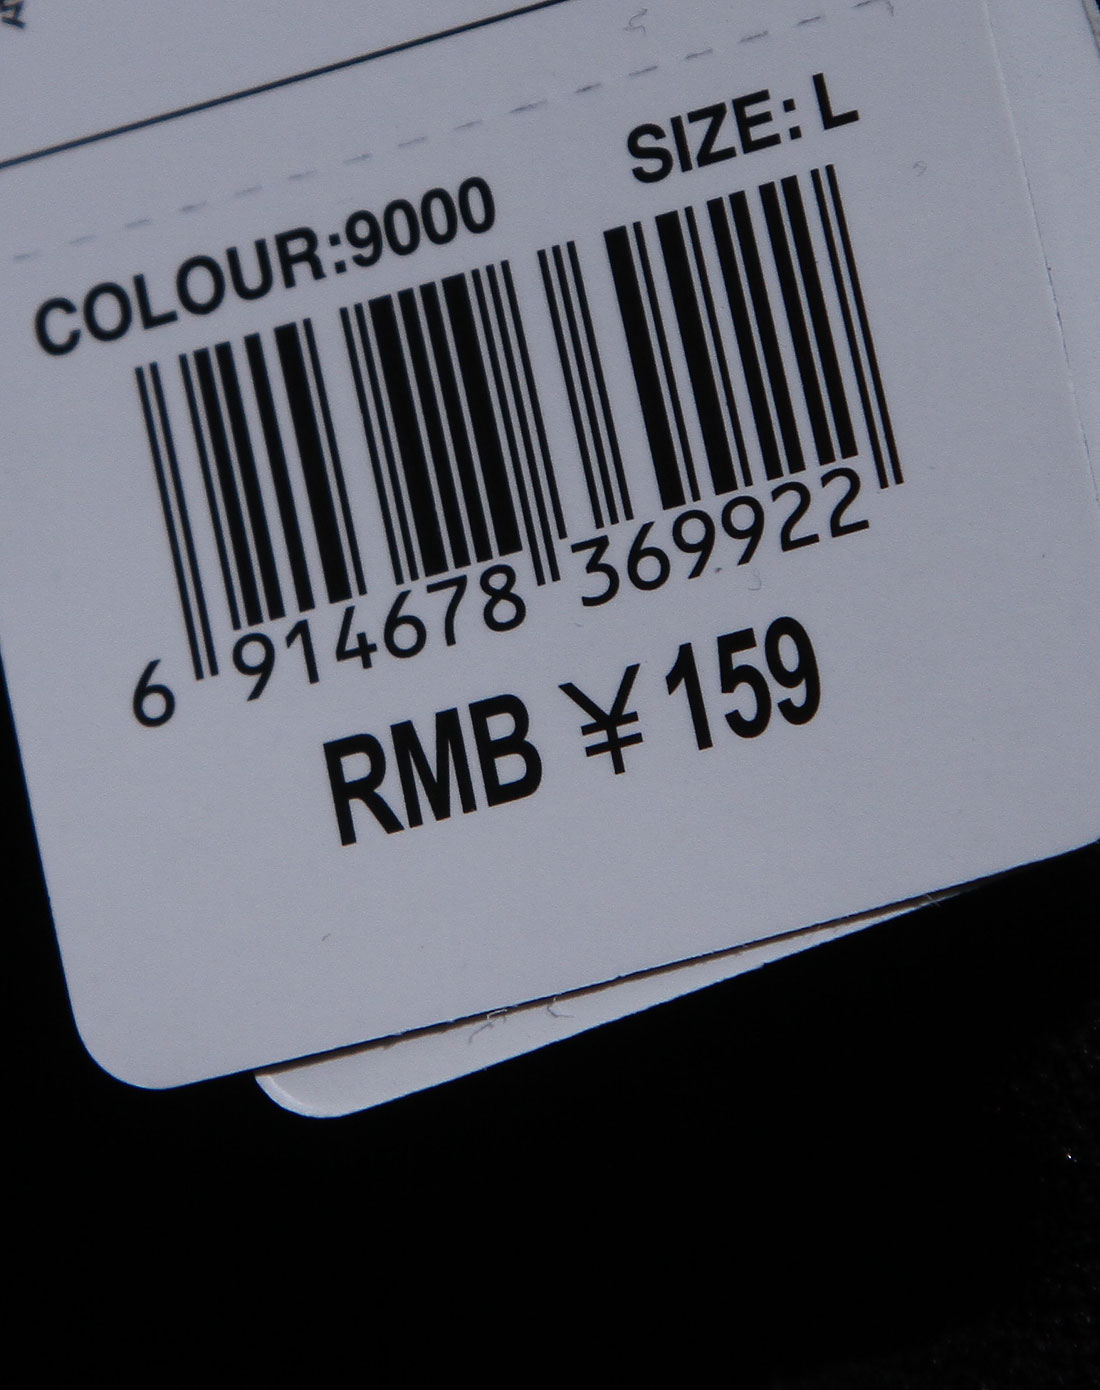 COLOUR:9000 SIZE: L
6 914678 369922
RMB ¥ 159